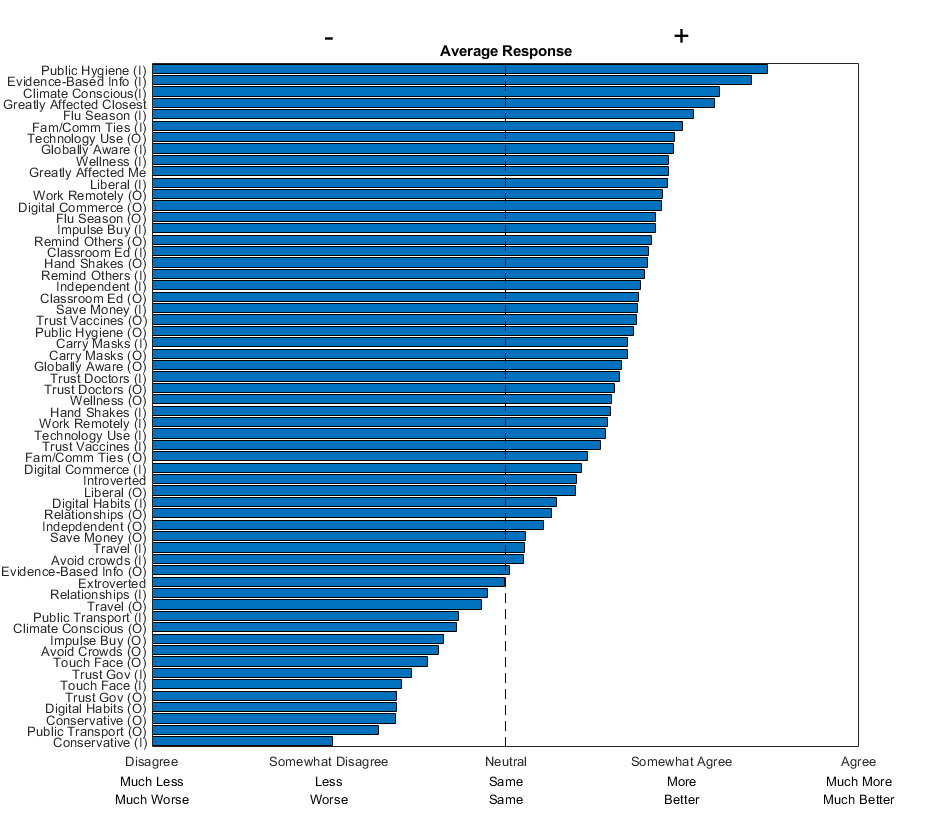 - +
Average Response
Public Hygiene (I)
Evidence-Based Info (I)
Climate Conscious(I)
Greatly Affected Closest
Flu Season (I)
Fam/Comm Ties (I)
Technology Use (O)
Globally Aware (I)
Wellness (I)
Greatly Affected Me
Liberal (I)
Work Remotely (O)
Digital Commerce (O)
Flu Season (O)
Impulse Buy (I)
Remind Others (O)
Classroom Ed (I)
Hand Shakes (O)
Remind Others (I)
Independent (I)
Classroom Ed (O)
Save Money (I)
Trust Vaccines (O)
Public Hygiene (O)
Carry Masks (I)
Carry Masks (O)
Globally Aware (O)
Trust Doctors (I)
Trust Doctors (O)
Wellness (O)
Hand Shakes (I)
Work Remotely (I)
Technology Use (I)
Trust Vaccines (I)
Fam/Comm Ties (O)
Digital Commerce (I)
Introverted
Liberal (O)
Digital Habits (I)
Relationships (O)
Indepdendent (O)
Save Money (O)
Travel (I)
Avoid crowds (I)
Evidence-Based Info (O)
Extroverted
Relationships (I)
Travel (O)
Public Transport (I)
Climate Conscious (O)
Impulse Buy (O)
Avoid Crowds (O)
Touch Face (O)
Trust Gov (I)
Touch Face (I)
Trust Gov (O)
Digital Habits (O)
Conservative (O)
Public Transport (O)
Conservative (I)
Disagree Somewhat Disagree Neutral Somewhat Agree Agree
Much Less Less Same More Much More
Much Worse Worse Same Better Much Better